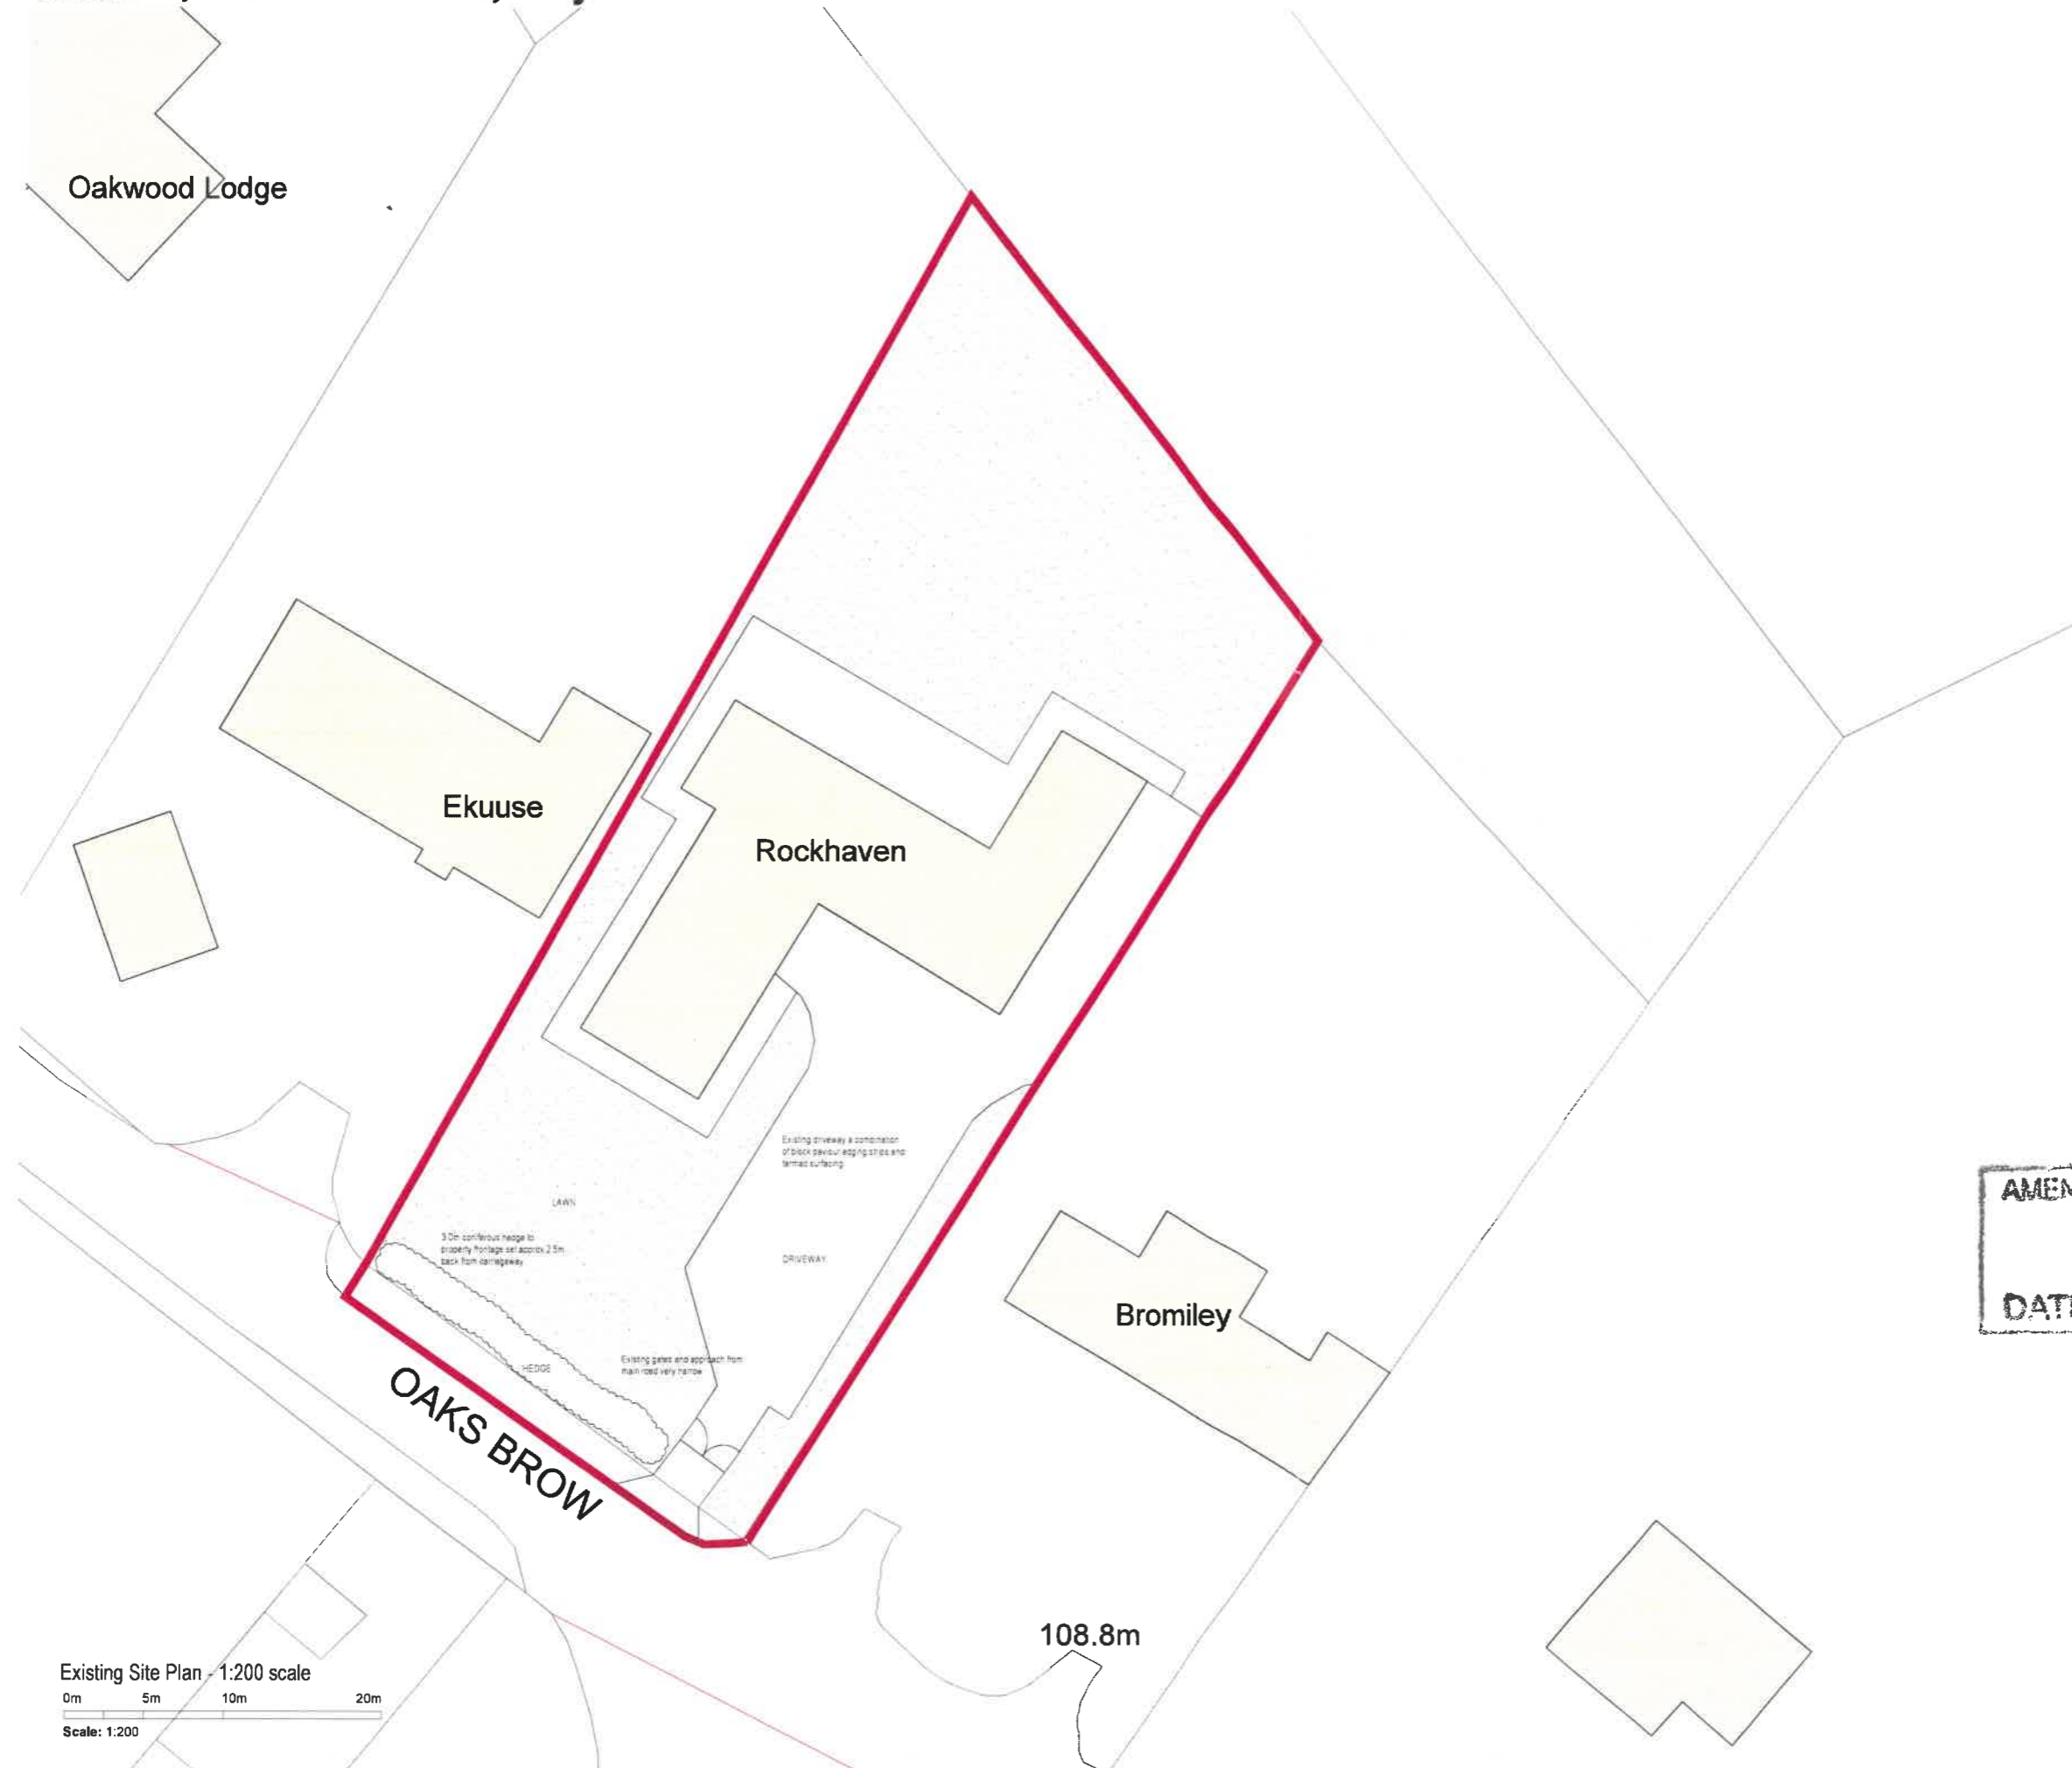 Oakwood Lodge
Ekuuse
Rockhaven
Existing driveway a combination
of block paviour edging strips and
tarmac surfacing
LAWN
3.0m coniferous hedge to
property frontage set approx 2.5m
back from carriageway
DRIVEWAY
Bromiley
HEDGE
Existing gates and approach from
main road very narrow
OAKS BROW
108.8m
Existing Site Plan - 1:200 scale
0m 5m 10m 20m
Scale: 1:200
AMEN
DATE